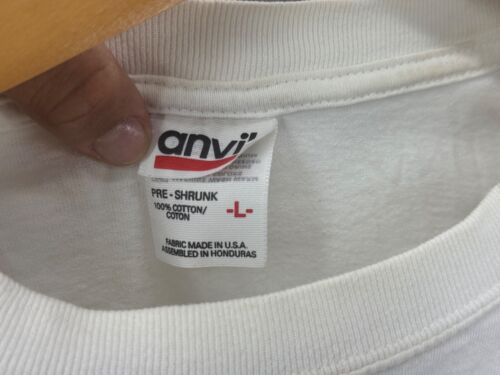 anvil
PRE-SHRUNK
100% COTTON/
COTON
-L-
FABRIC MADE IN U.S.A.
ASSEMBLED IN HONDURAS